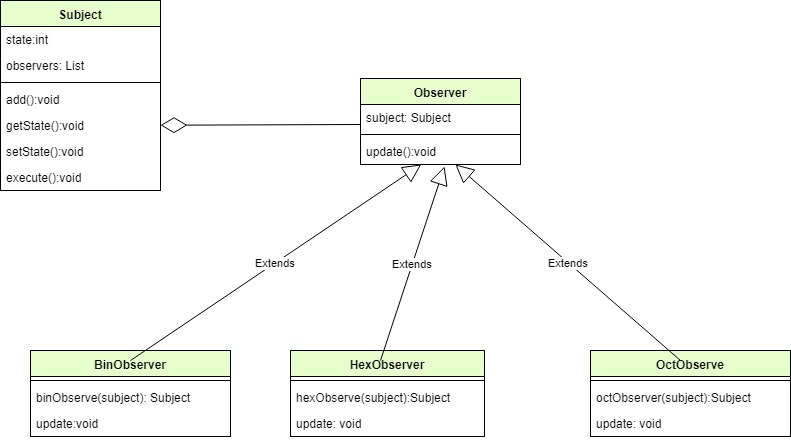 Subject
state:int
observers: List
add():void
getState():void
setState():void
execute():void
Observer
subject: Subject
update():void
Extends
Extends
Extends
BinObserver
binObserve(subject): Subject
update:void
HexObserver
hexObserve(subject):Subject
update: void
OctObserve
octObserver(subject):Subject
update: void